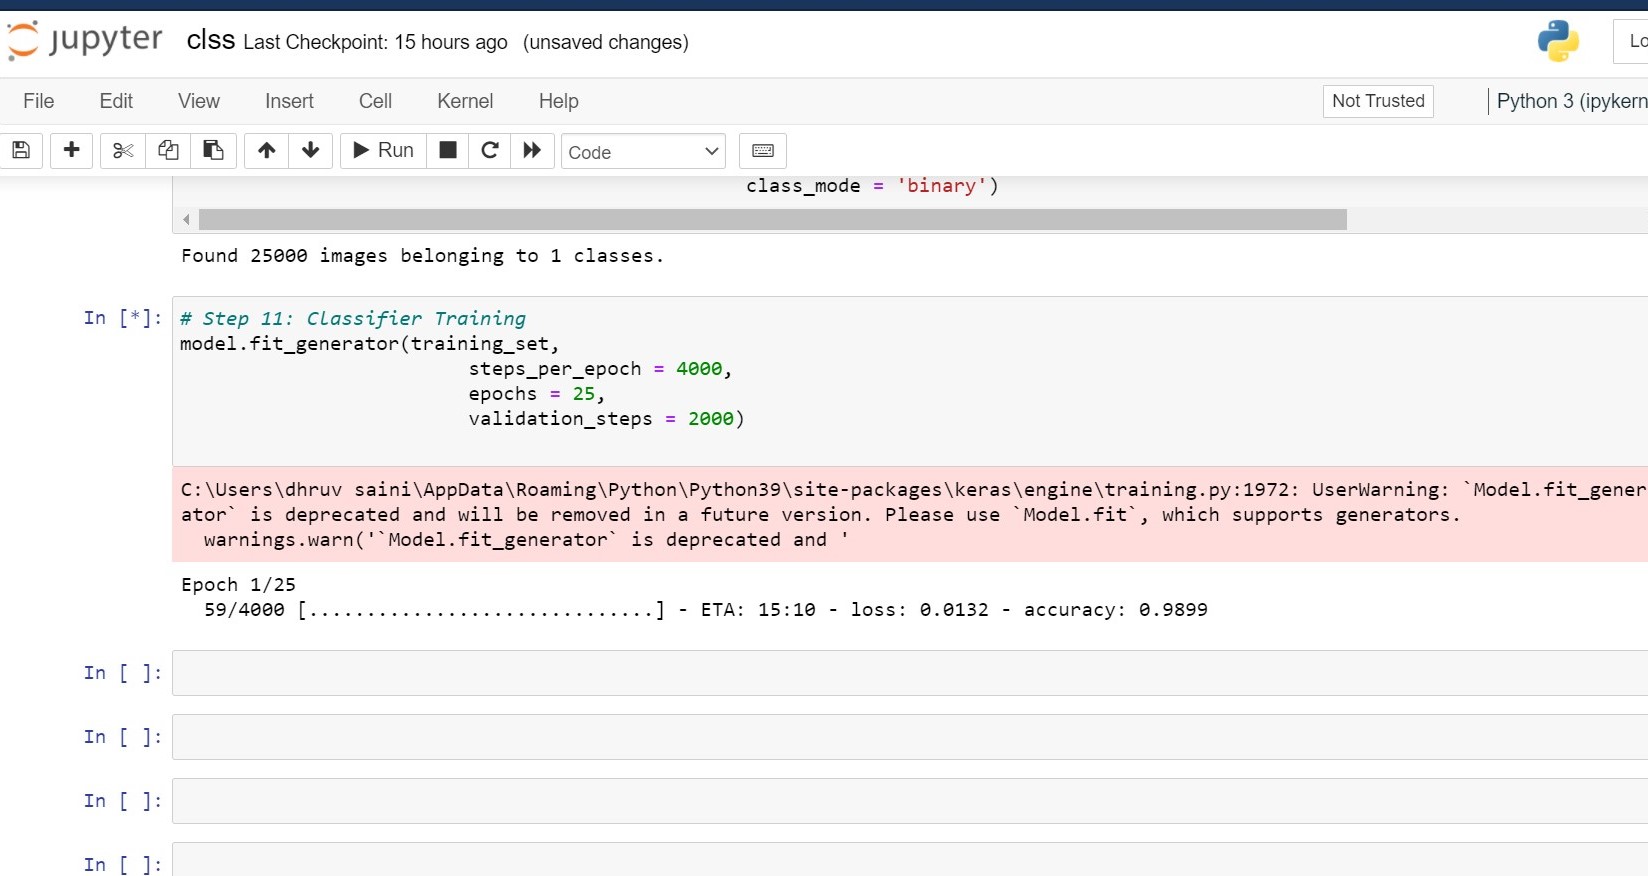 jupyter clss Last Checkpoint: 15 hours ago (unsaved changes)
File Edit View Insert Cell Kernel Help Not Trusted Python 3 (ipykern
Run Code
class_mode = 'binary')
Found 25000 images belonging to 1 classes.
In [*]: # Step 11: Classifier Training
model.fit_generator(training_set,
steps_per_epoch = 4000,
epochs = 25,
validation_steps = 2000)
C:\Users\dhruv saini\AppData\Roaming\Python\Python39\site-packages\keras\engine\training.py:1972: UserWarning: `Model.fit_gener
ator` is deprecated and will be removed in a future version. Please use `Model.fit`, which supports generators.
warnings.warn('`Model.fit_generator` is deprecated and '
Epoch 1/25
59/4000 [..............................] - ETA: 15:10 - loss: 0.0132 - accuracy: 0.9899
In [ ]:
In [ ]:
In [ ]:
In [ ]: